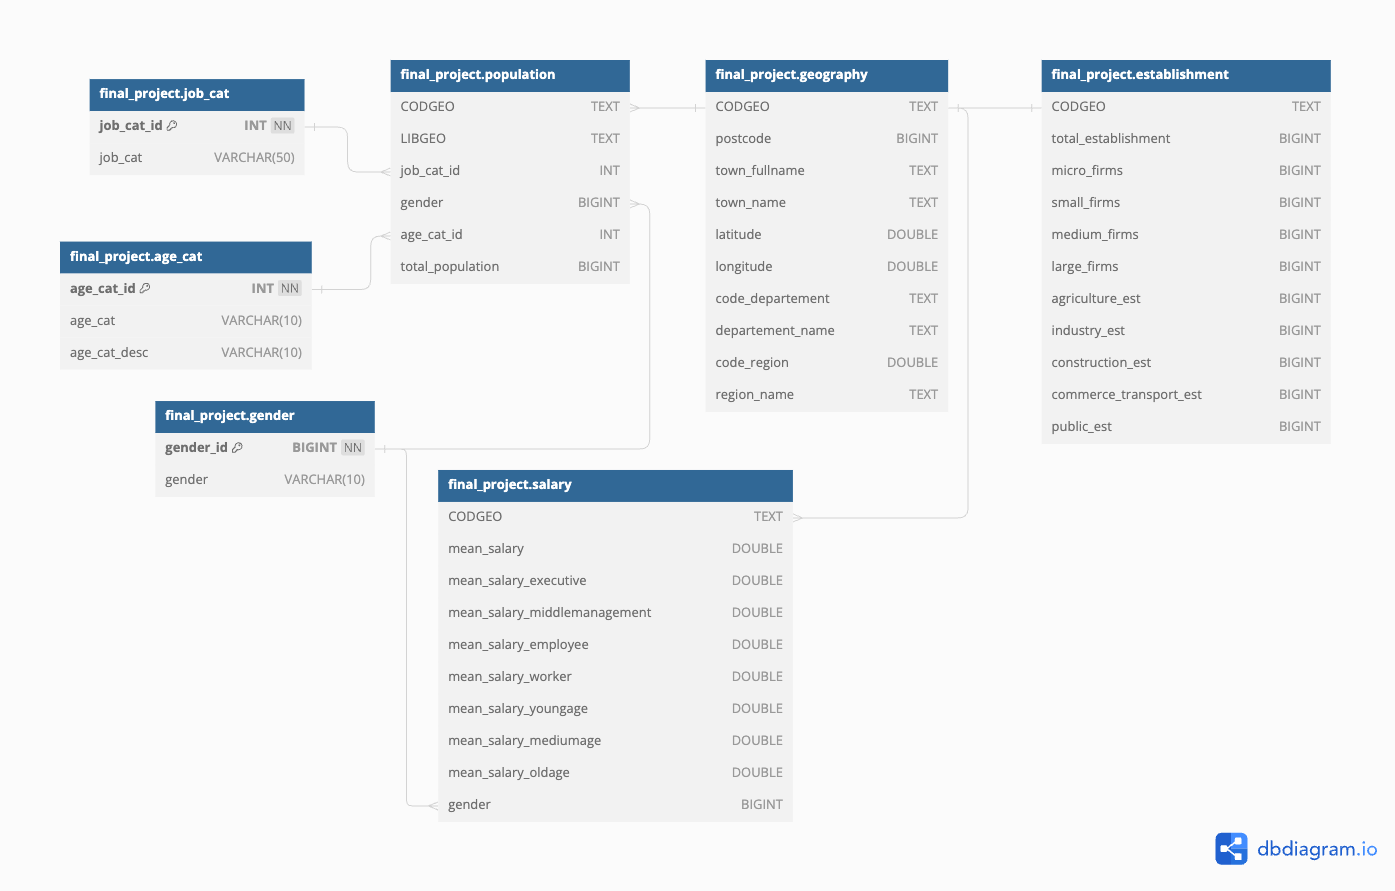 final_project.job_cat
job_cat_id INT NN
job_cat VARCHAR(50)
final_project.age_cat
age_cat_id INT NN
age_cat VARCHAR(10)
age_cat_desc VARCHAR(10)
final_project.gender
gender_id BIGINT NN
gender VARCHAR(10)
final_project.population
CODGEO TEXT
LIBGEO TEXT
job_cat_id INT
gender BIGINT
age_cat_id INT
total_population BIGINT
final_project.geography
CODGEO TEXT
postcode BIGINT
town_fullname TEXT
town_name TEXT
latitude DOUBLE
longitude DOUBLE
code_departement TEXT
departement_name TEXT
code_region DOUBLE
region_name TEXT
final_project.establishment
CODGEO TEXT
total_establishment BIGINT
micro_firms BIGINT
small_firms BIGINT
medium_firms BIGINT
large_firms BIGINT
agriculture_est BIGINT
industry_est BIGINT
construction_est BIGINT
commerce_transport_est BIGINT
public_est BIGINT
final_project.salary
CODGEO TEXT
mean_salary DOUBLE
mean_salary_executive DOUBLE
mean_salary_middlemanagement DOUBLE
mean_salary_employee DOUBLE
mean_salary_worker DOUBLE
mean_salary_youngage DOUBLE
mean_salary_mediumage DOUBLE
mean_salary_oldage DOUBLE
gender BIGINT
dbdiagram.io